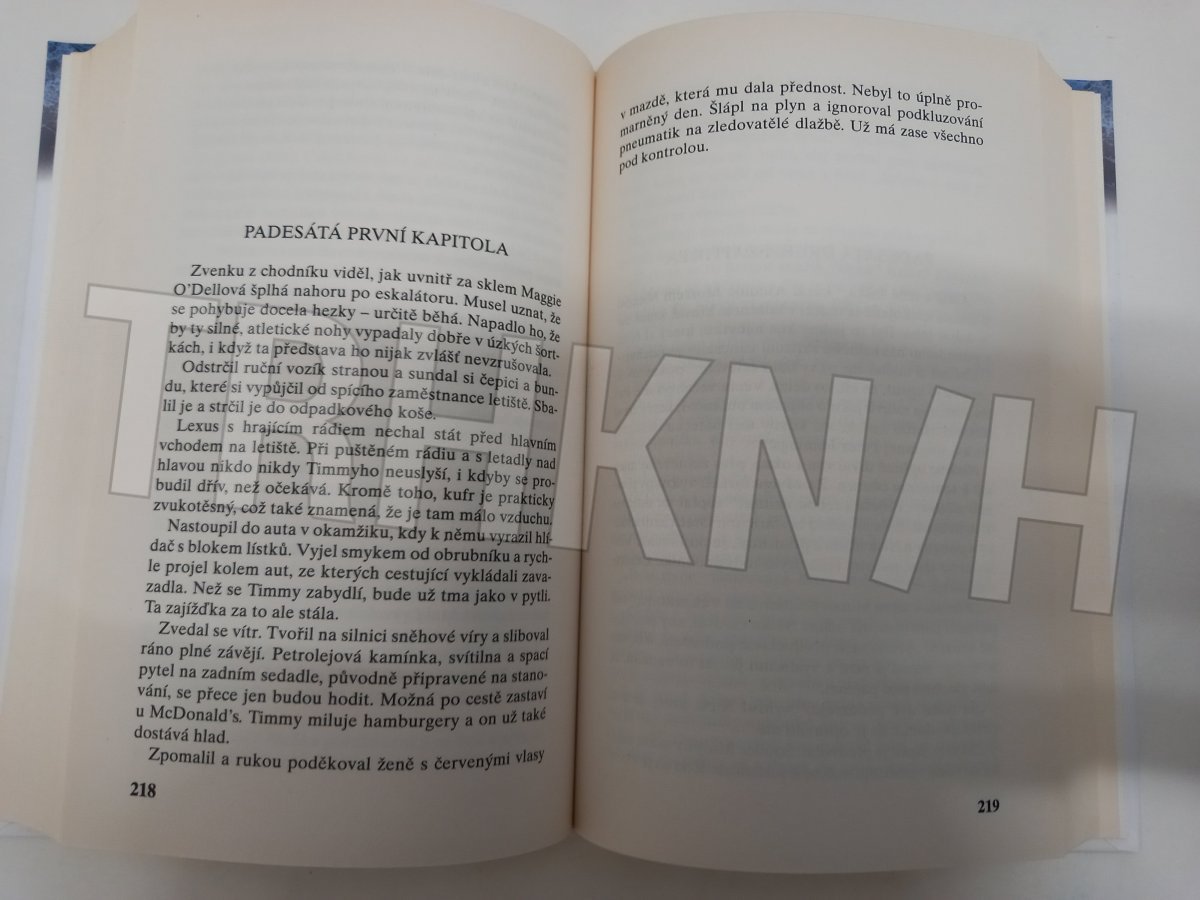 PADESÁTÁ PRVNÍ KAPITOLA
Zvenku z chodníku viděl, jak uvnitř za sklem Maggie
O’Dellová šplhá nahoru po eskalátoru. Musel uznat, že
se pohybuje docela hezky – určitě běhá. Napadlo ho, že
by ty silné, atletické nohy vypadaly dobře v úzkých šort-
kách, i když ta představa ho nijak zvlášť nevzrušovala.
Odstrčil ruční vozík stranou a sundal si čepici a bun-
du, které si vypůjčil od spícího zaměstnance letiště. Sba-
lil je a strčil je do odpadkového koše.
Lexus s hrajícím rádiem nechal stát před hlavním
vchodem na letiště. Při puštěném rádiu a s letadly nad
hlavou nikdo nikdy Timmyho neuslyší, i kdyby se pro-
budil dřív, než očekává. Kromě toho, kufr je prakticky
zvukotěsný, což také znamená, že je tam málo vzduchu.
Nastoupil do auta v okamžiku, kdy k němu vyrazil hlí-
dač s blokem lístků. Vyjel smykem od obrubníku a rych-
le projel kolem aut, ze kterých cestující vykládali zava-
zadla. Než se Timmy zabydlí, bude už tma jako v pytli.
Ta zajížďka za to ale stála.
Zvedal se vítr. Tvořil na silnici sněhové víry a sliboval
ráno plné závějí. Petrolejová kamínka, svítilna a spací
pytel na zadním sedadle, původně připravené na stano-
vání, se přece jen budou hodit. Možná po cestě zastaví
u McDonald’s. Timmy miluje hamburgery a on už také
dostává hlad.
Zpomalil a rukou poděkoval ženě s červenými vlasy
218
v mazdě, která mu dala přednost. Nebyl to úplně pro-
marněný den. Šlápl na plyn a ignoroval podkluzování
pneumatik na zledovatělé dlažbě. Už má zase všechno
pod kontrolou.
219
TRHKN/H